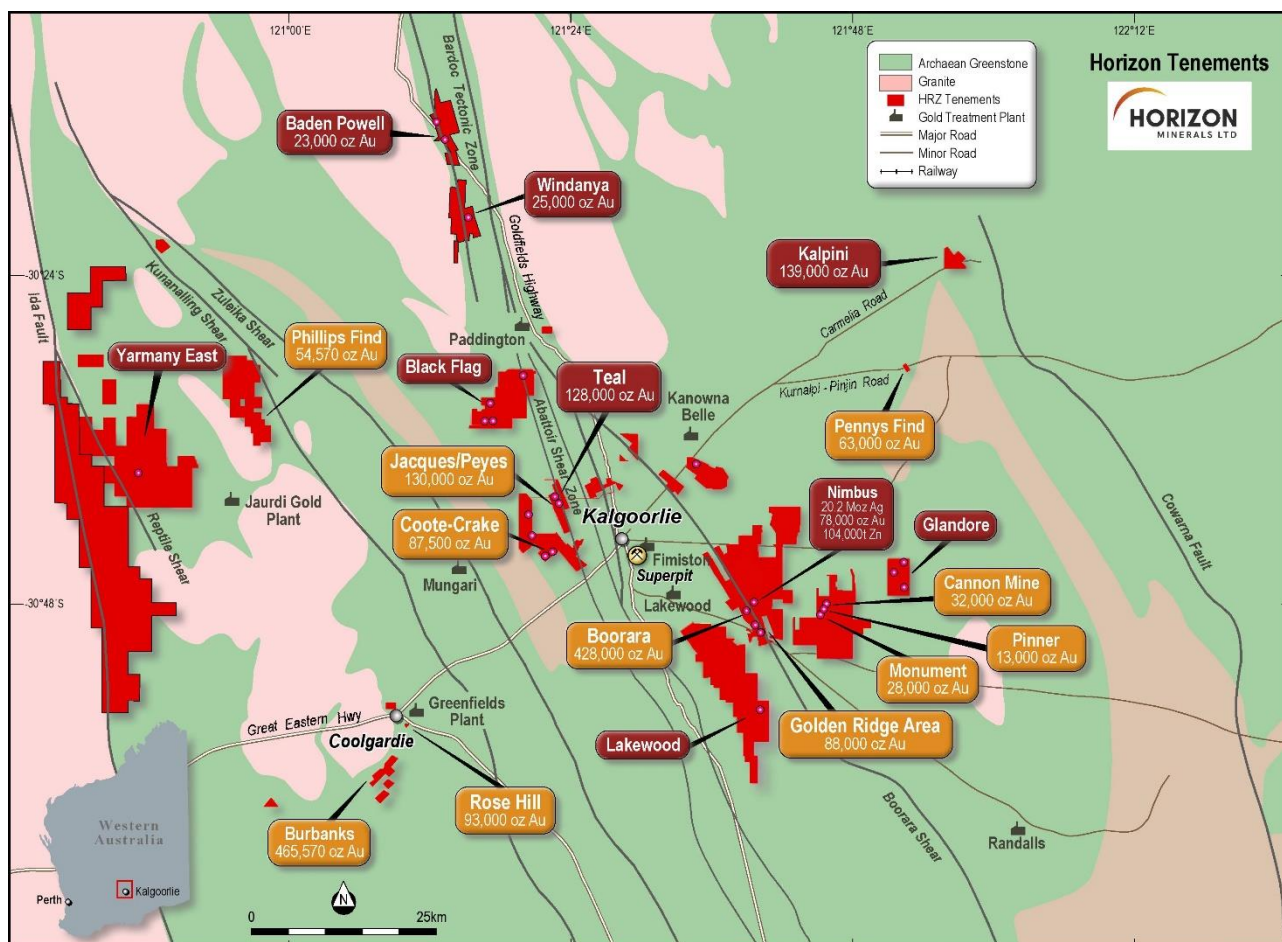 121°00'E
121°24'E
121°48'E
122°12'E
Archaean Greenstone
Granite
HRZ Tenements
Gold Treatment Plant
Major Road
Minor Road
Railway
Horizon Tenements
HORIZON
MINERALS LTD
Bardoc Tectonic Zone
Baden Powell
23,000 oz Au
Windanya
25,000 oz Au
Goldfields Highway
Kalpini
139,000 oz Au
-30°24'S
Ida Fault
Kunanalling Shear
Zuleika Shear
Carmelia Road
Phillips Find
54,570 oz Au
Paddington
Yarmany East
Black Flag
Teal
128,000 oz Au
Kanowna
Belle
Kurnalpi - Pinjin Road
Abattoir Shear Zone
Pennys Find
63,000 oz Au
Jacques/Peyes
130,000 oz Au
Jaurdi Gold
Plant
Reptile Shear
Coote-Crake
87,500 oz Au
Kalgoorlie
Nimbus
20.2 Moz Ag
78,000 oz Au
104,000t Zn
Glandore
Cowarna Fault
Fimiston
Superpit
Mungari
Lakewood
Cannon Mine
32,000 oz Au
-30°48'S
Boorara
428,000 oz Au
Pinner
13,000 oz Au
Monument
28,000 oz Au
Greenfields
Plant
Great Eastern Hwy
Coolgardie
Lakewood
Golden Ridge Area
88,000 oz Au
Rose Hill
93,000 oz Au
Burbanks
465,570 oz Au
Boorara Shear
Randalls
Western
Australia
Perth
Kalgoorlie
N
0
25km